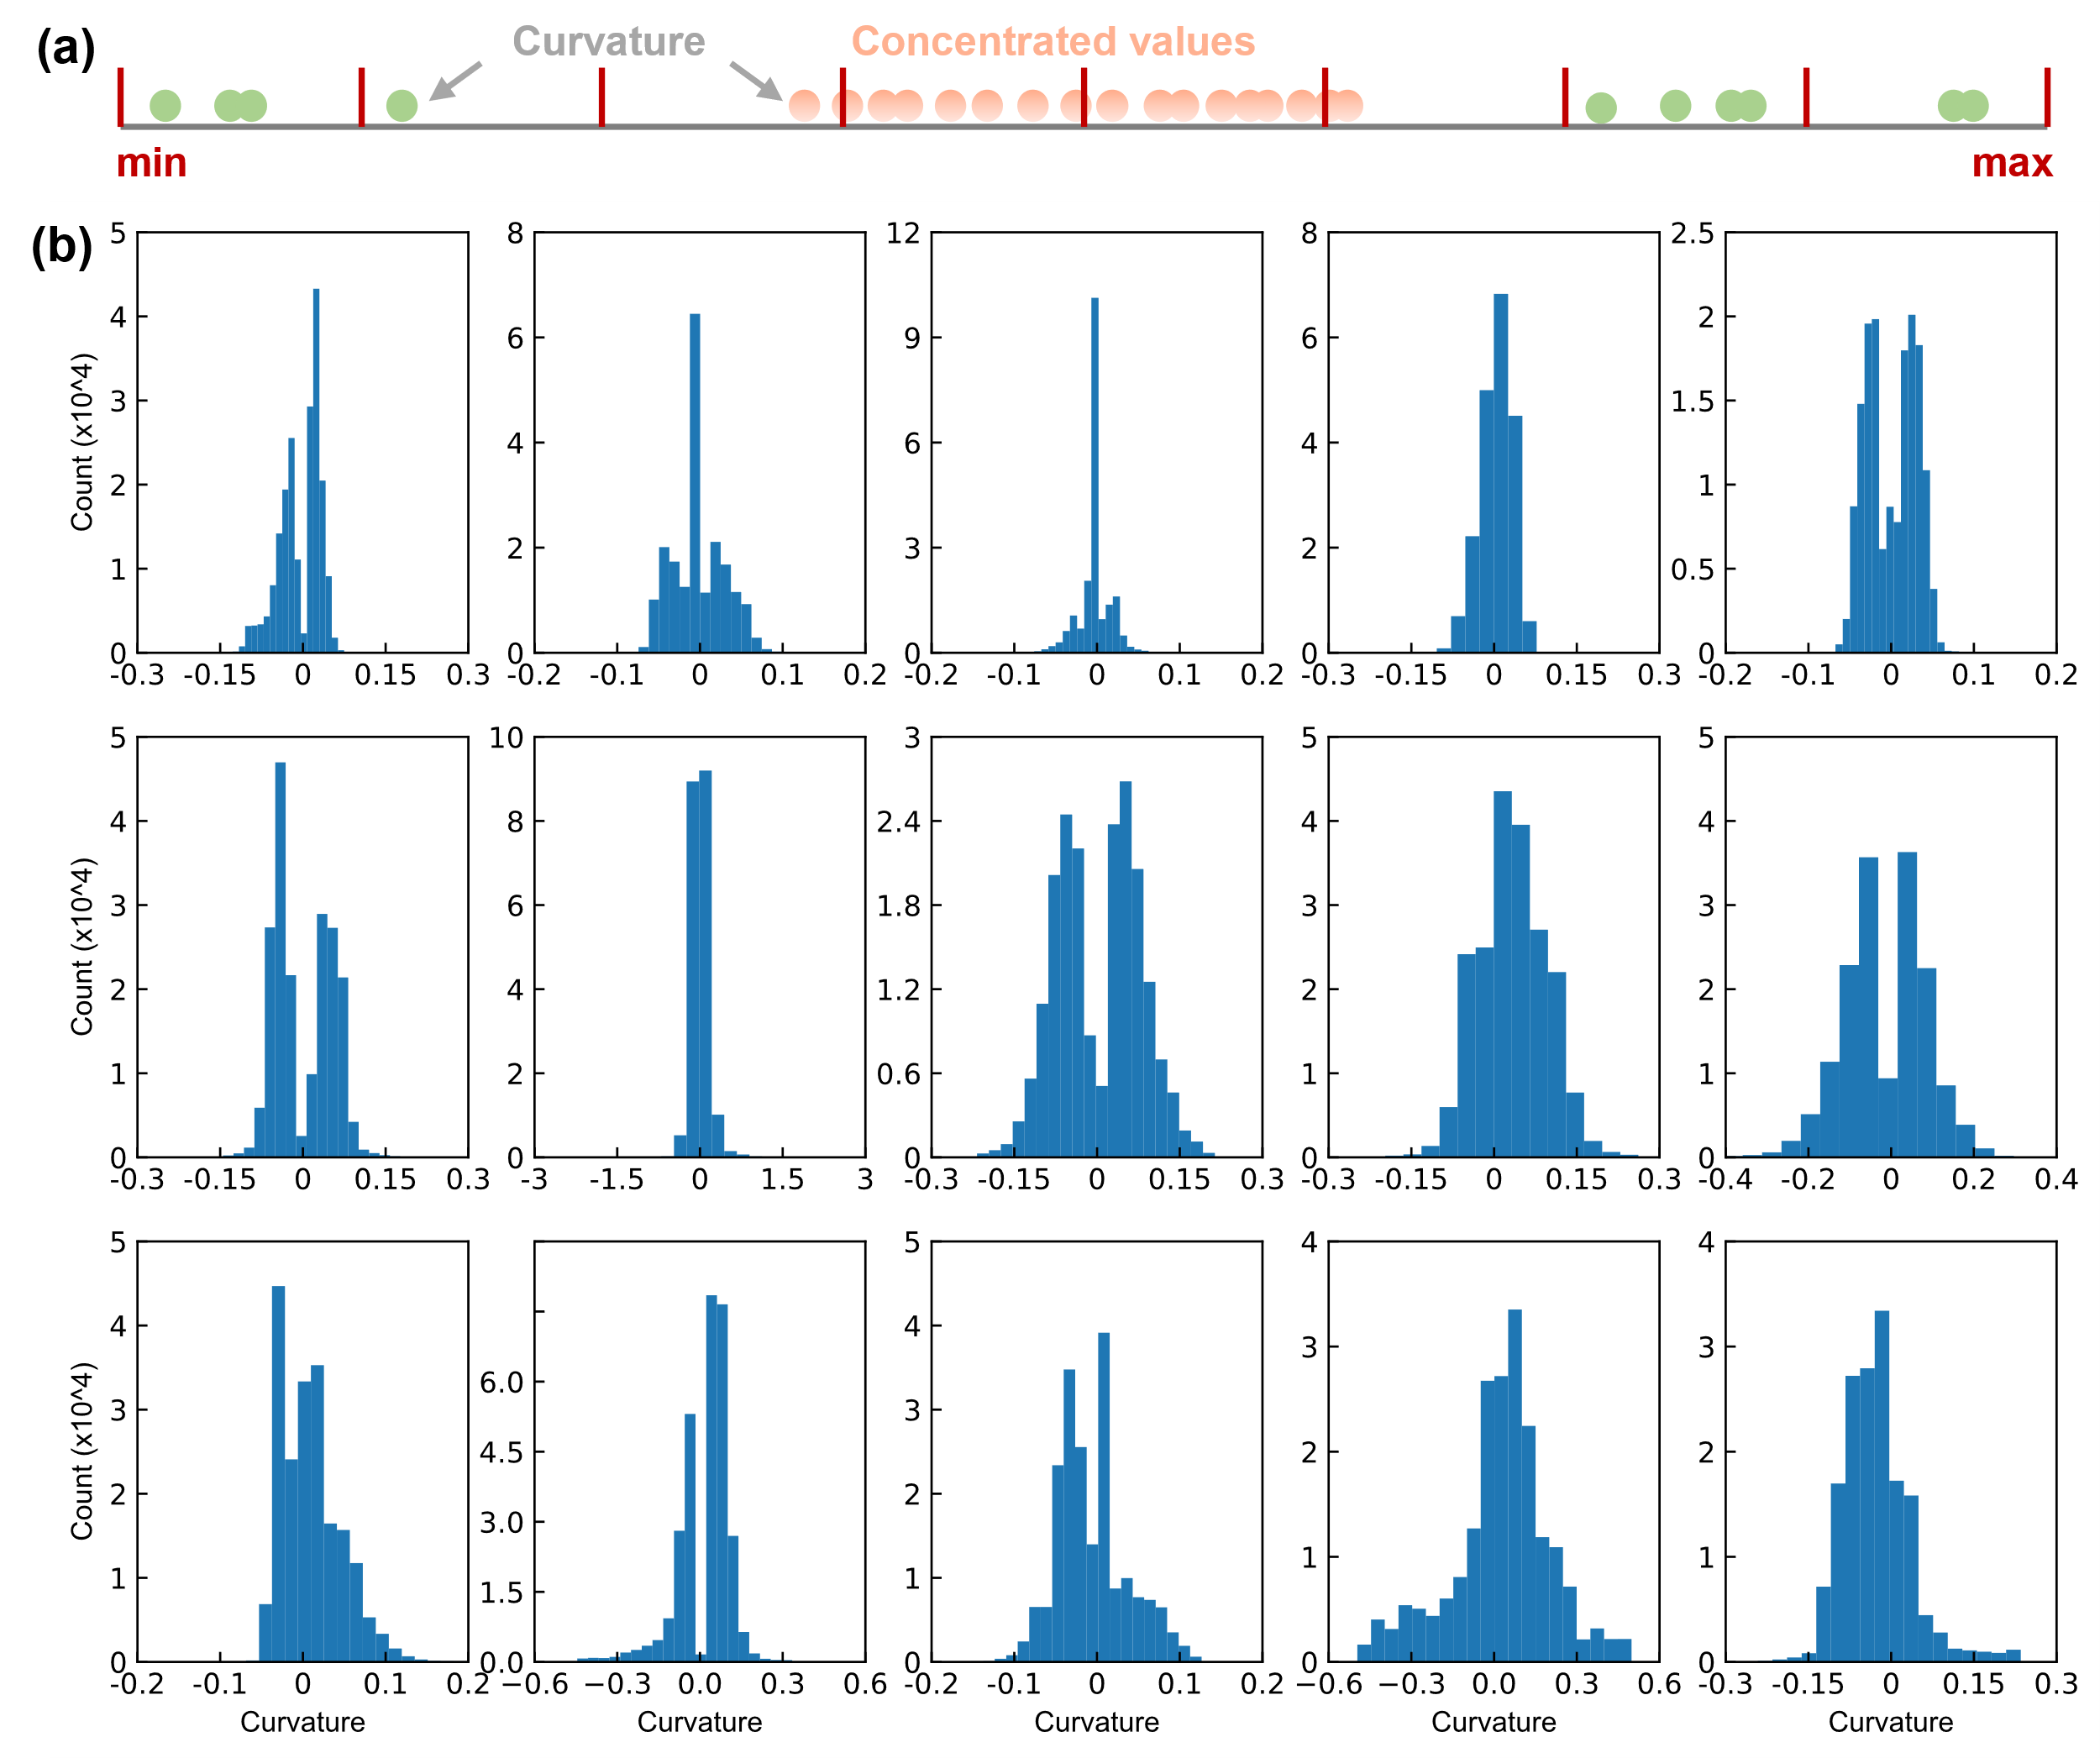 (a)
Curvature
Concentrated values
min
max
(b)
5 4 3 2 1 0
Count (x10^4)
-0.3 -0.15 0 0.15 0.3
8 6 4 2 0
-0.2 -0.1 0 0.1 0.2
12 9 6 3 0
-0.2 -0.1 0 0.1 0.2
8 6 4 2 0
-0.3 -0.15 0 0.15 0.3
2.5 2 1.5 1 0.5 0
-0.2 -0.1 0 0.1 0.2
5 4 3 2 1 0
Count (x10^4)
-0.3 -0.15 0 0.15 0.3
10 8 6 4 2 0
-3 -1.5 0 1.5 3
3 2.4 1.8 1.2 0.6 0
-0.3 -0.15 0 0.15 0.3
5 4 3 2 1 0
-0.3 -0.15 0 0.15 0.3
5 4 3 2 1 0
-0.4 -0.2 0 0.2 0.4
5 4 3 2 1 0
Count (x10^4)
-0.2 -0.1 0 0.1 0.2
Curvature
6.0 4.5 3.0 1.5 0.0
−0.6 −0.3 0.0 0.3 0.6
Curvature
5 4 3 2 1 0
-0.2 -0.1 0 0.1 0.2
Curvature
4 3 2 1 0
−0.6 −0.3 0.0 0.3 0.6
Curvature
4 3 2 1 0
-0.3 -0.15 0 0.15 0.3
Curvature